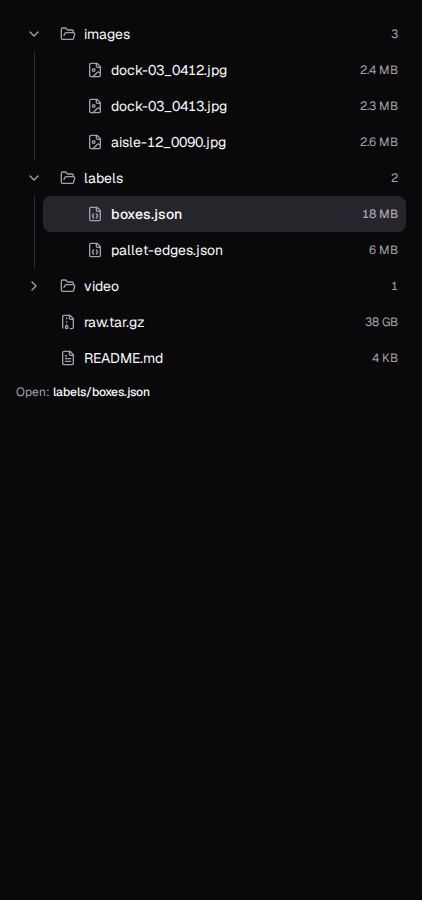 images 3
dock-03_0412.jpg 2.4 MB
dock-03_0413.jpg 2.3 MB
aisle-12_0090.jpg 2.6 MB
labels 2
boxes.json 18 MB
pallet-edges.json 6 MB
video 1
raw.tar.gz 38 GB
README.md 4 KB
Open: labels/boxes.json